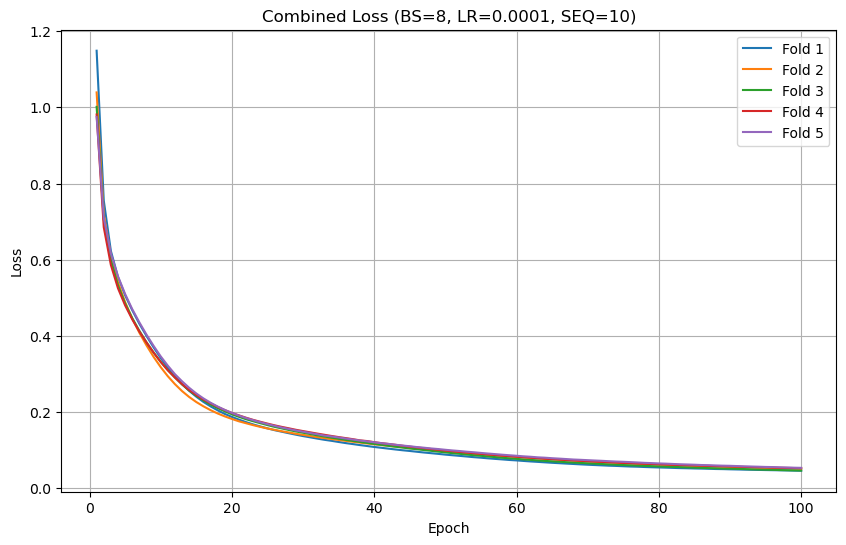 Combined Loss (BS=8, LR=0.0001, SEQ=10)
Fold 1
Fold 2
Fold 3
Fold 4
Fold 5
Loss
1.2
1.0
0.8
0.6
0.4
0.2
0.0
0 20 40 60 80 100
Epoch